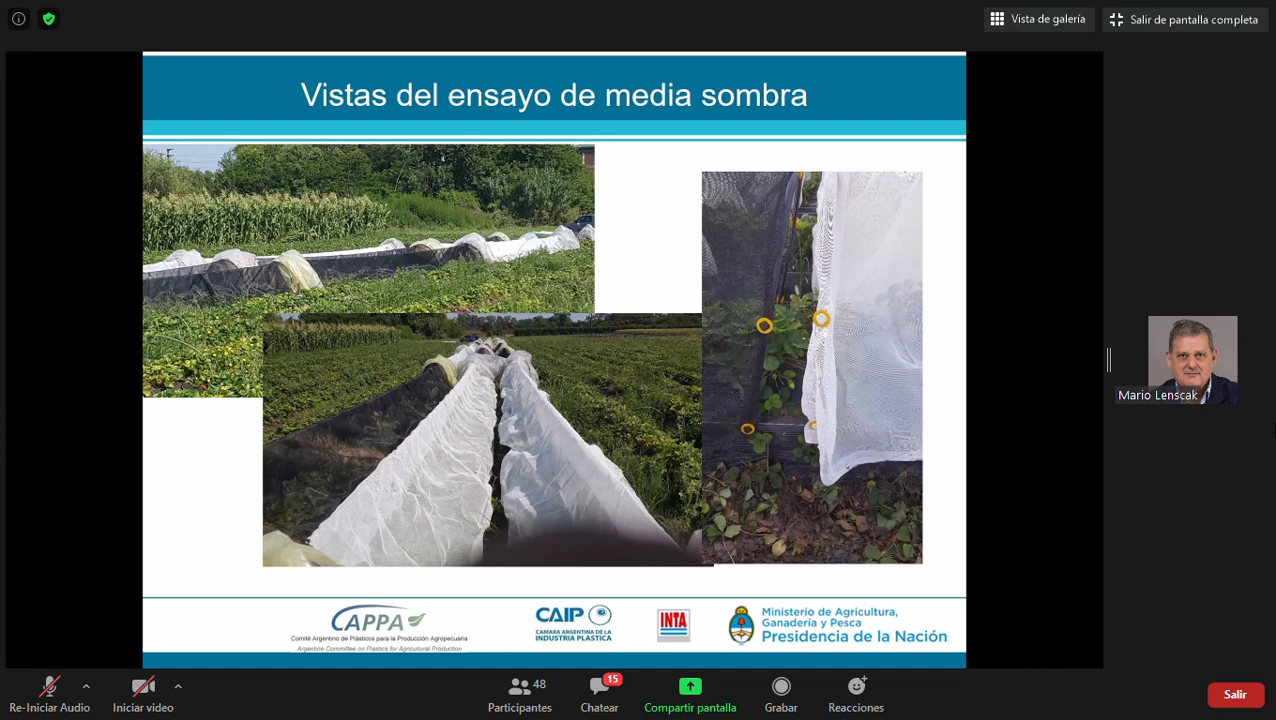 Vista de galería
Salir de pantalla completa
Vistas del ensayo de media sombra
Mario Lenscak
CAPPA
Comité Argentino de Plásticos para la Producción Agropecuaria
Argentine Committee on Plastics for Agricultural Production
CAIP
CAMARA ARGENTINA DE LA
INDUSTRIA PLASTICA
INTA
Ministerio de Agricultura,
Ganadería y Pesca
Presidencia de la Nación
Re-Iniciar Audio
Iniciar video
48
Participantes
15
Chatear
Compartir pantalla
Grabar
Reacciones
Salir